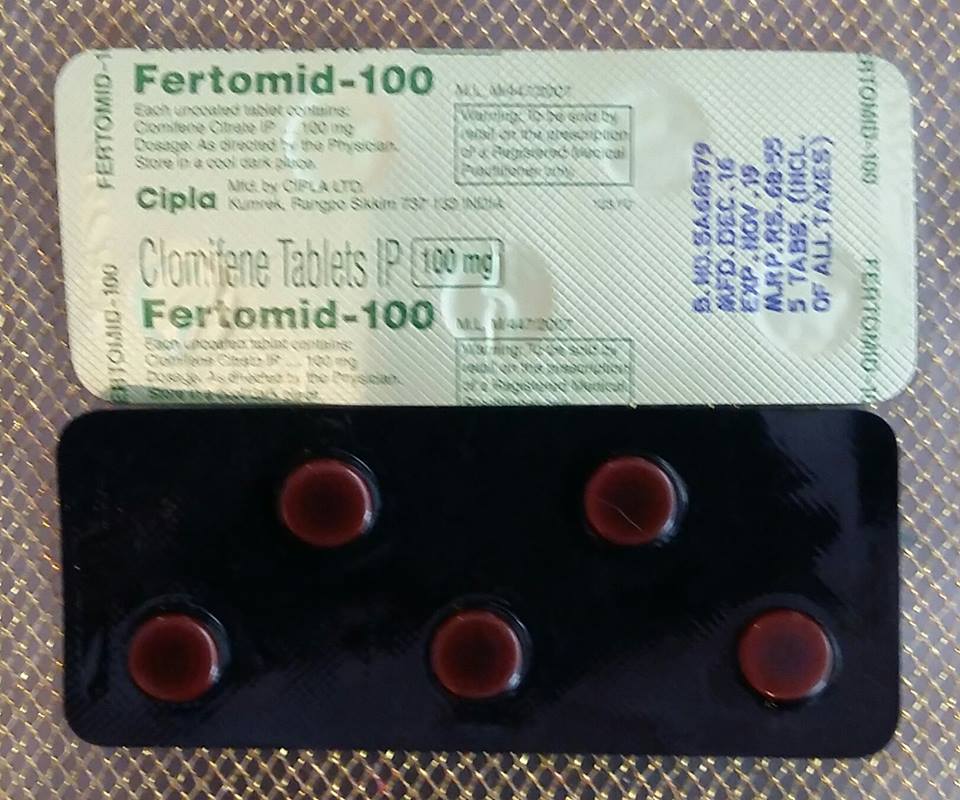 Fertomid-100
Each uncoated tablet contains:
Clomifene Citrate IP ... 100 mg
Dosage: As directed by the Physician.
Store in a cool dark place.
M.L. M/447/2007
Warning: To be sold by
retail on the prescription
of a Registered Medical
Practitioner only.
Cipla
Mfd. by CIPLA LTD.
Kumrek, Rangpo Sikkim 737 132 INDIA
Clomifene Tablets IP 100 mg
Fertomid-100
Each uncoated tablet contains:
Clomifene Citrate IP ... 100 mg
Dosage: As directed by the Physician.
M.L. M/447/2007
Warning: To be sold by
retail on the prescription
of a Registered Medical
FERTOMID-1
FERTOMID-100
RTOMID-100
FERTOMID-10
MFD. DEC .16
EXP .NOV .19
M.RP.RS. 68-55
5 TABS. (INCL.
OF ALL TAXES)